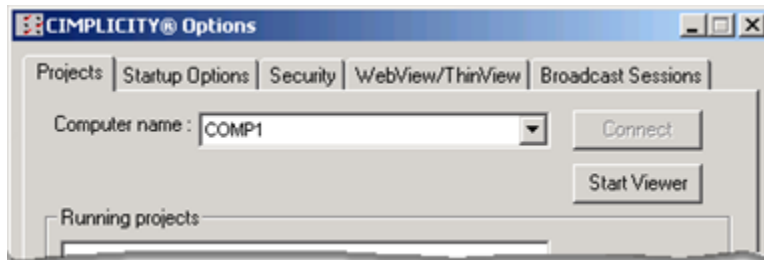 CIMPLICITY® Options
Projects Startup Options Security WebView/ThinView Broadcast Sessions
Computer name : COMP1 Connect
Start Viewer
Running projects